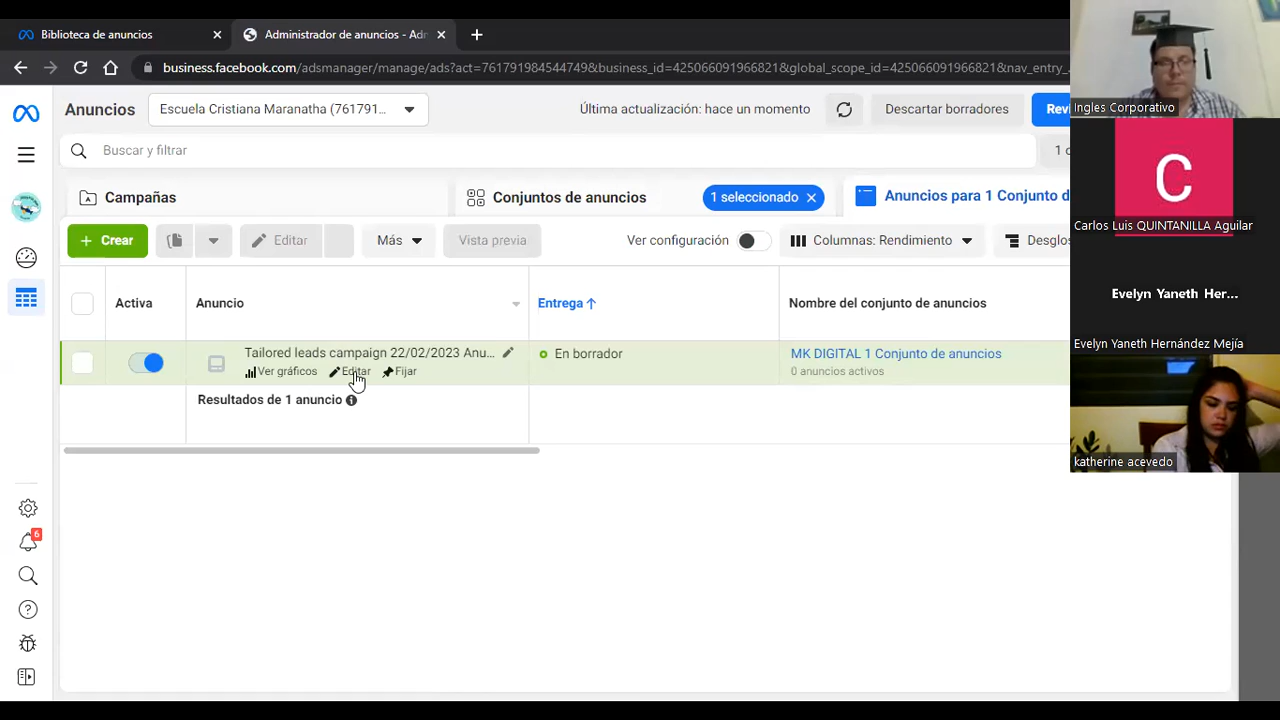 Biblioteca de anuncios
Administrador de anuncios - Adr
business.facebook.com/adsmanager/manage/ads?act=761791984544749&business_id=425066091966821&global_scope_id=425066091966821&nav_entry_
Anuncios
Escuela Cristiana Maranatha (761791...
Última actualización: hace un momento
Descartar borradores
Revi
Buscar y filtrar
Campañas
Conjuntos de anuncios
1 seleccionado
Anuncios para 1 Conjunto d
Crear
Editar
Más
Vista previa
Ver configuración
Columnas: Rendimiento
Desglos
Activa
Anuncio
Entrega
Nombre del conjunto de anuncios
Tailored leads campaign 22/02/2023 Anu...
En borrador
MK DIGITAL 1 Conjunto de anuncios
Ver gráficos
Editar
Fijar
0 anuncios activos
Resultados de 1 anuncio
6
Ingles Corporativo
C
Carlos Luis QUINTANILLA Aguilar
Evelyn Yaneth Her...
Evelyn Yaneth Hernández Mejía
katherine acevedo